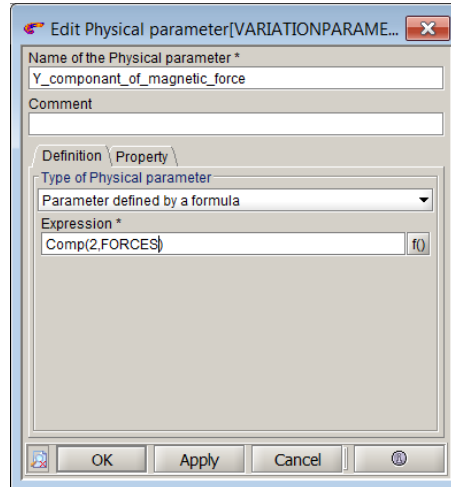 Edit Physical parameter[VARIATIONPARAME...
Name of the Physical parameter *
Y_componant_of_magnetic_force
Comment
Definition Property
Type of Physical parameter
Parameter defined by a formula
Expression *
Comp(2,FORCES) f()
OK Apply Cancel